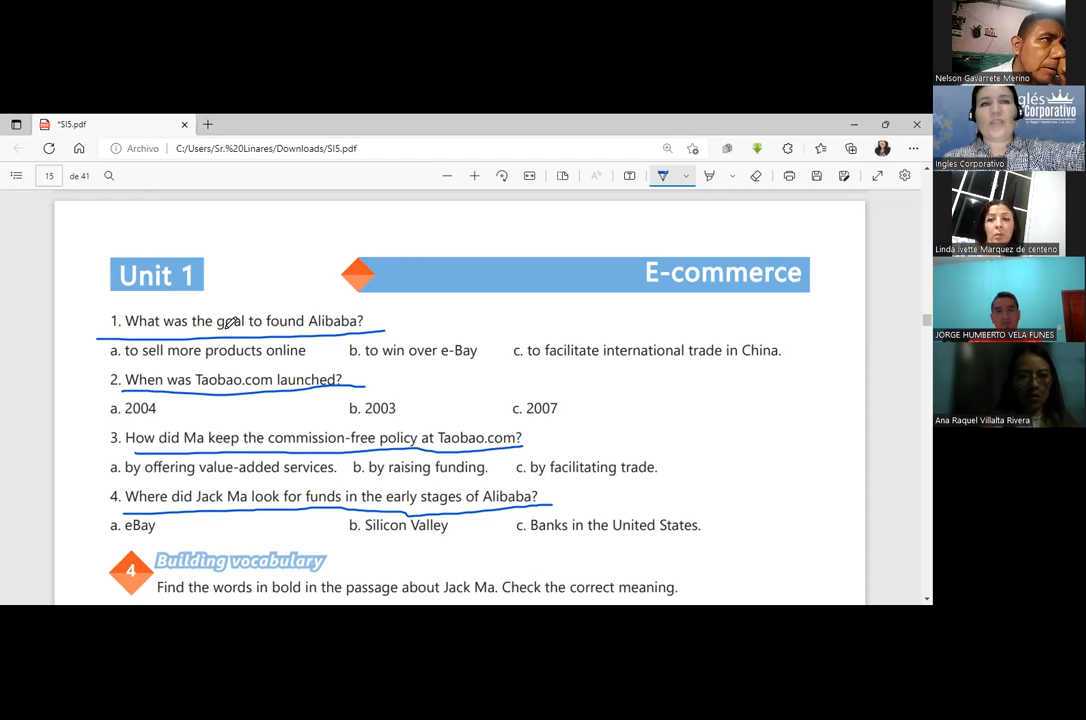 *SI5.pdf
Archivo C:/Users/Sr.%20Linares/Downloads/SI5.pdf
15 de 41
Unit 1
E-commerce
1. What was the goal to found Alibaba?
a. to sell more products online b. to win over e-Bay c. to facilitate international trade in China.
2. When was Taobao.com launched?
a. 2004 b. 2003 c. 2007
3. How did Ma keep the commission-free policy at Taobao.com?
a. by offering value-added services. b. by raising funding. c. by facilitating trade.
4. Where did Jack Ma look for funds in the early stages of Alibaba?
a. eBay b. Silicon Valley c. Banks in the United States.
4 Building vocabulary
Find the words in bold in the passage about Jack Ma. Check the correct meaning.
Nelson Gavarrete Merino
glés
Corporativo
Ingles Corporativo
Linda Ivette Marquez de centeno
JORGE HUMBERTO VELA FUNES
Ana Raquel Villalta Rivera